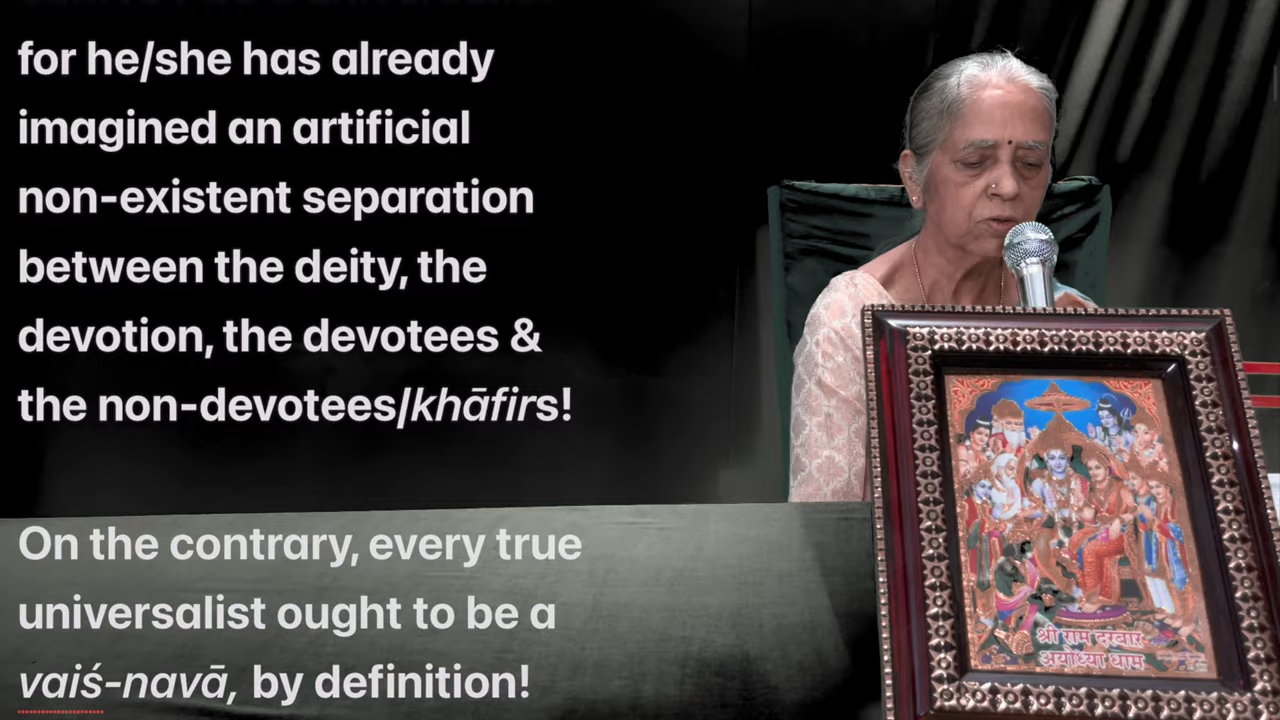 for he/she has already
imagined an artificial
non-existent separation
between the deity, the
devotion, the devotees &
the non-devotees/khāfirs!
On the contrary, every true
universalist ought to be a
vaiś-navā, by definition!
श्री राम दरबार
अयोध्या धाम